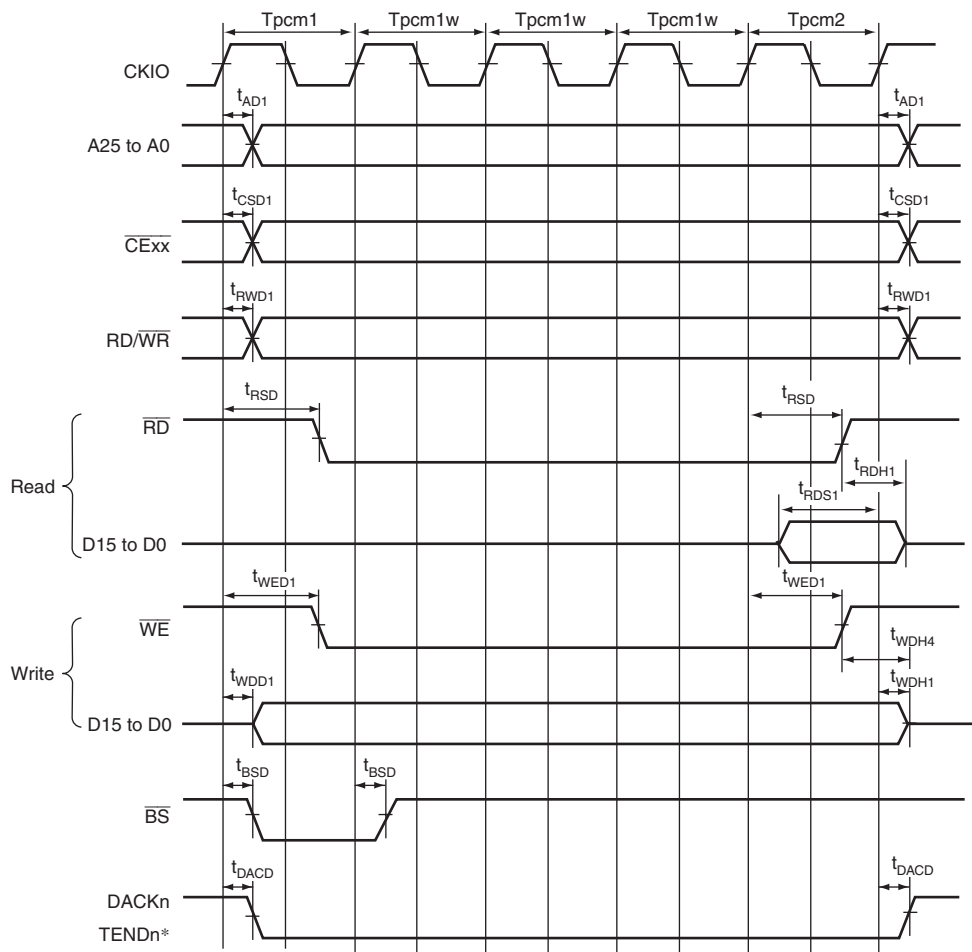 Tpcm1 Tpcm1w Tpcm1w Tpcm1w Tpcm2
CKIO
tAD1 tAD1
A25 to A0
tCSD1 tCSD1
CExx
tRWD1 tRWD1
RD/WR
tRSD tRSD
RD
tRDH1
Read
tRDS1
D15 to D0
tWED1 tWED1
WE
tWDH4
Write
tWDD1 tWDH1
D15 to D0
tBSD tBSD
BS
tDACD tDACD
DACKn
TENDn*